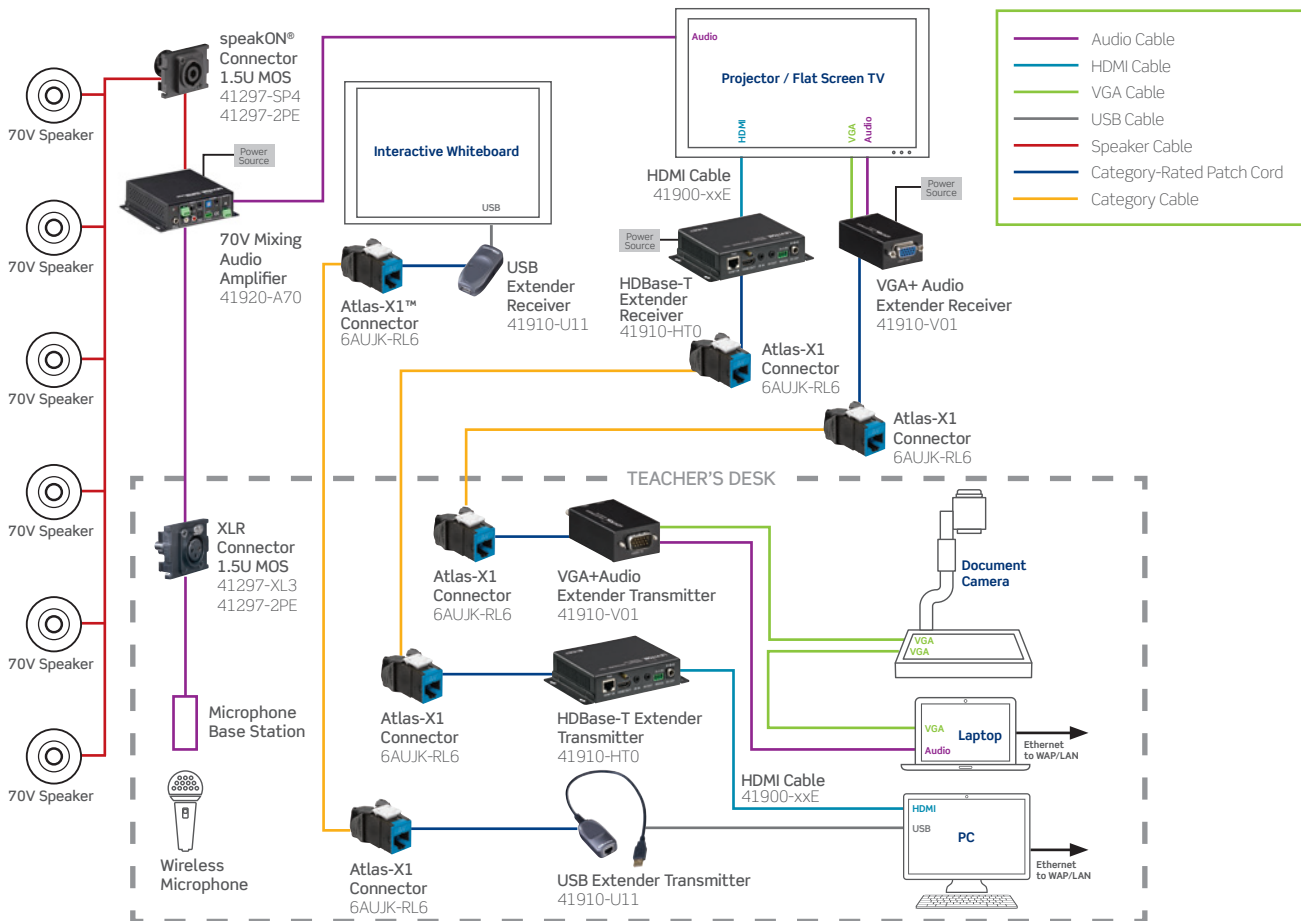 speakON®
Connector
1.5U MOS
41297-SP4
41297-2PE
70V Speaker
Power
Source
70V Mixing
Audio
Amplifier
41920-A70
70V Speaker
70V Speaker
70V Speaker
70V Speaker
70V Speaker
Interactive Whiteboard
USB
Atlas-X1™
Connector
6AUJK-RL6
USB
Extender
Receiver
41910-U11
Audio
Projector / Flat Screen TV
HDMI
VGA
Audio
HDMI Cable
41900-xxE
Power
Source
Power
Source
HDBase-T
Extender
Receiver
41910-HT0
VGA+ Audio
Extender Receiver
41910-V01
Atlas-X1
Connector
6AUJK-RL6
Atlas-X1
Connector
6AUJK-RL6
Audio Cable
HDMI Cable
VGA Cable
USB Cable
Speaker Cable
Category-Rated Patch Cord
Category Cable
TEACHER'S DESK
XLR
Connector
1.5U MOS
41297-XL3
41297-2PE
Microphone
Base Station
Wireless
Microphone
Atlas-X1
Connector
6AUJK-RL6
VGA+Audio
Extender Transmitter
41910-V01
Document
Camera
VGA
VGA
Atlas-X1
Connector
6AUJK-RL6
HDBase-T Extender
Transmitter
41910-HT0
VGA
Audio
Laptop
Ethernet
to WAP/LAN
HDMI Cable
41900-xxE
HDMI
USB
PC
Ethernet
to WAP/LAN
Atlas-X1
Connector
6AUJK-RL6
USB Extender Transmitter
41910-U11